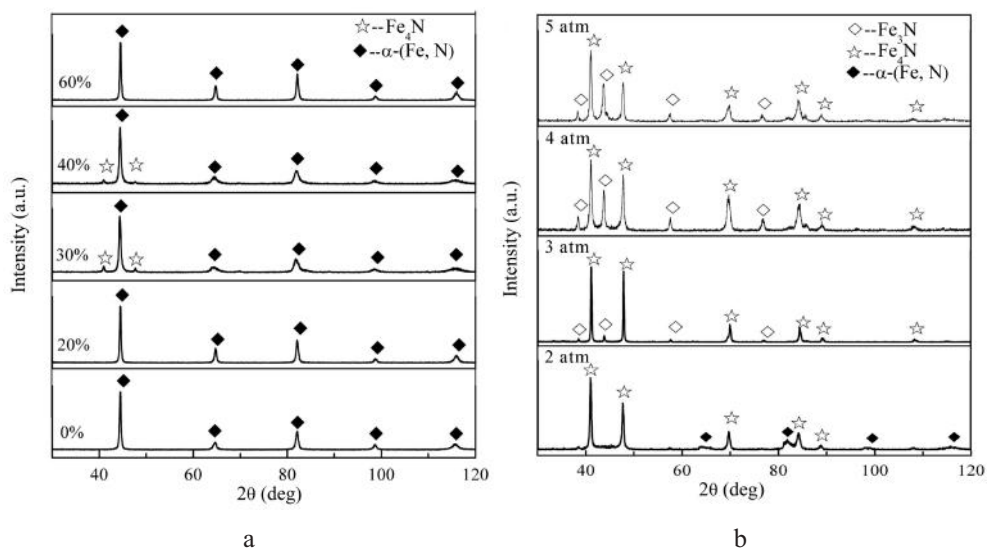 ☆--Fe₄N
◆--α-(Fe, N)
60%
40%
30%
20%
0%
Intensity (a.u.)
40 60 80 100 120
2θ (deg)
a
5 atm
◇--Fe₃N
☆--Fe₄N
◆--α-(Fe, N)
4 atm
3 atm
2 atm
Intensity (a.u.)
40 60 80 100 120
2θ (deg)
b